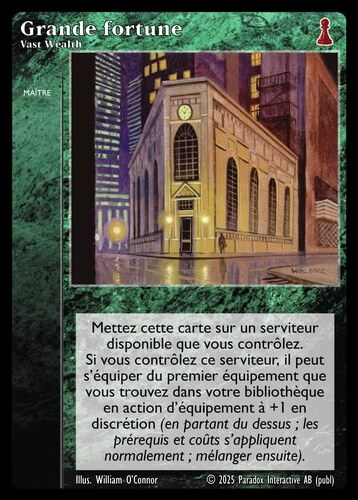 Grande fortune
Vast Wealth
MAÎTRE
W.O.C. 2002
Mettez cette carte sur un serviteur
disponible que vous contrôlez.
Si vous contrôlez ce serviteur, il peut
s'équiper du premier équipement que
vous trouvez dans votre bibliothèque
en action d'équipement à +1 en
discrétion (en partant du dessus ; les
prérequis et coûts s'appliquent
normalement ; mélanger ensuite).
Illus. William O'Connor © 2025 Paradox Interactive AB (publ)